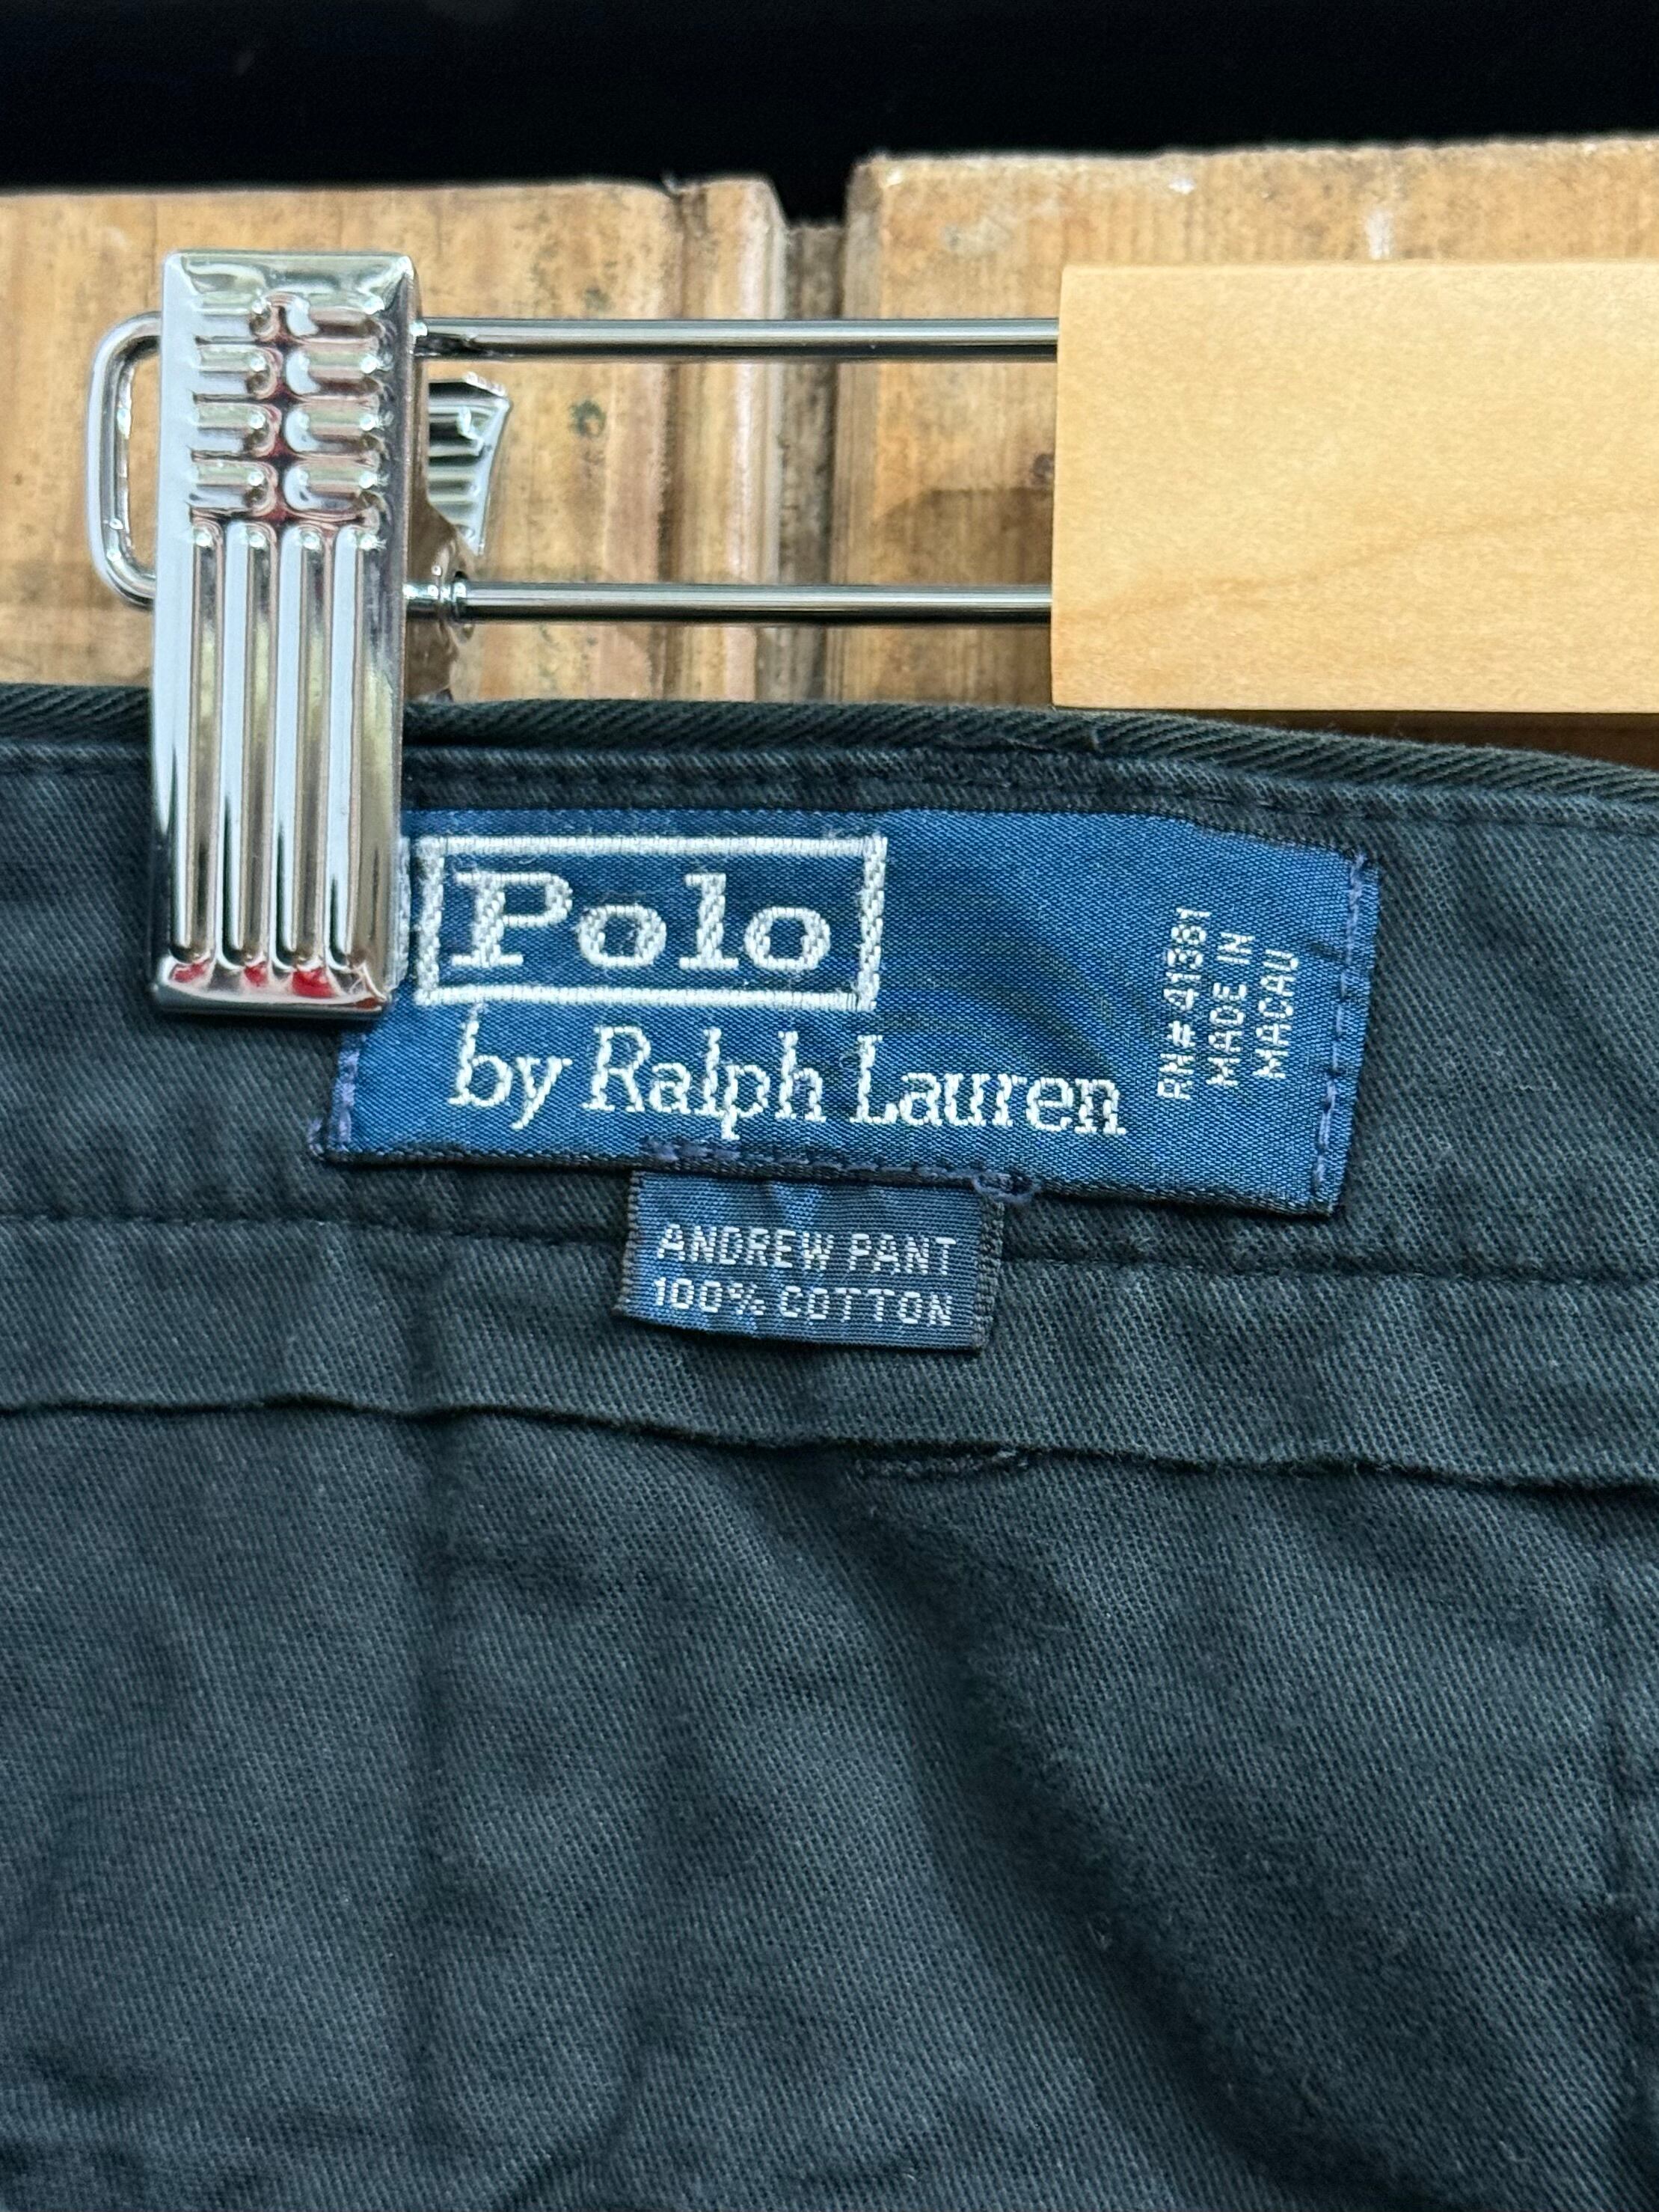 Polo
by Ralph Lauren
RN# 41381
MADE IN
MACAU
ANDREW PANT
100% COTTON